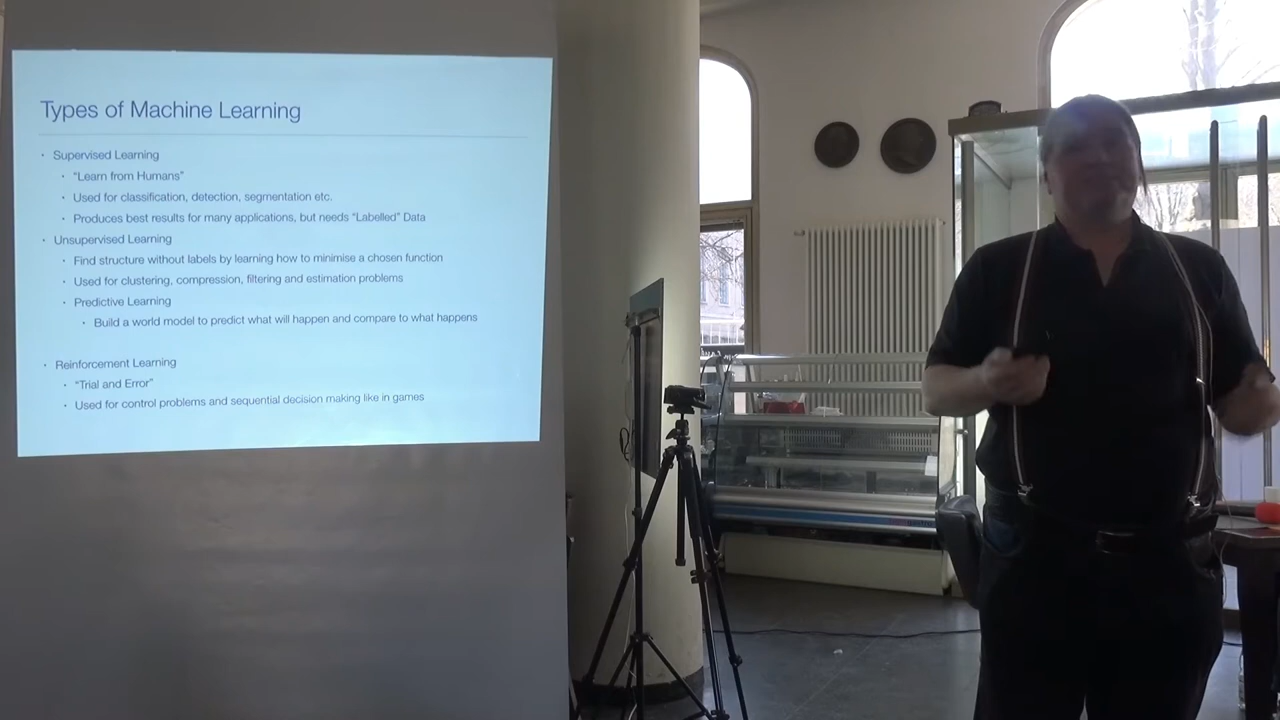 Types of Machine Learning
• Supervised Learning
• “Learn from Humans”
• Used for classification, detection, segmentation etc.
• Produces best results for many applications, but needs “Labelled” Data
• Unsupervised Learning
• Find structure without labels by learning how to minimise a chosen function
• Used for clustering, compression, filtering and estimation problems
• Predictive Learning
• Build a world model to predict what will happen and compare to what happens
• Reinforcement Learning
• “Trial and Error”
• Used for control problems and sequential decision making like in games